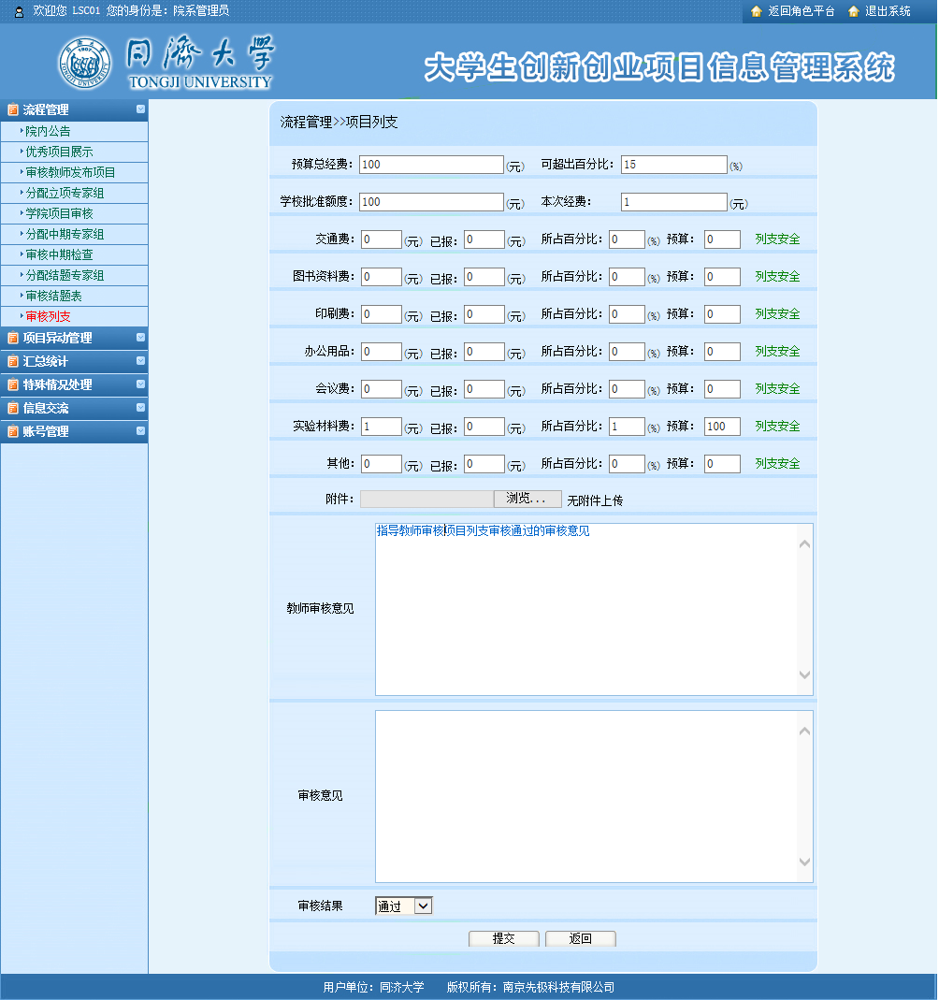 欢迎您 LSC01 您的身份是：院系管理员
返回角色平台 退出系统
同济大学
TONGJI UNIVERSITY
大学生创新创业项目信息管理系统
流程管理
院内公告
优秀项目展示
审核教师发布项目
分配立项专家组
学院项目审核
分配中期专家组
审核中期检查
分配结题专家组
审核结题表
审核列支
项目异动管理
汇总统计
特殊情况处理
信息交流
账号管理
流程管理>>项目列支
预算总经费：100(元) 可超出百分比：15(%)
学校批准额度：100(元) 本次经费：1(元)
交通费：0(元) 已报：0(元) 所占百分比：0(%) 预算：0 列支安全
图书资料费：0(元) 已报：0(元) 所占百分比：0(%) 预算：0 列支安全
印刷费：0(元) 已报：0(元) 所占百分比：0(%) 预算：0 列支安全
办公用品：0(元) 已报：0(元) 所占百分比：0(%) 预算：0 列支安全
会议费：0(元) 已报：0(元) 所占百分比：0(%) 预算：0 列支安全
实验材料费：1(元) 已报：0(元) 所占百分比：1(%) 预算：100 列支安全
其他：0(元) 已报：0(元) 所占百分比：0(%) 预算：0 列支安全
附件：浏览... 无附件上传
指导教师审核项目列支审核通过的审核意见
教师审核意见
审核意见
审核结果 通过
提交 返回
用户单位：同济大学 版权所有：南京先极科技有限公司